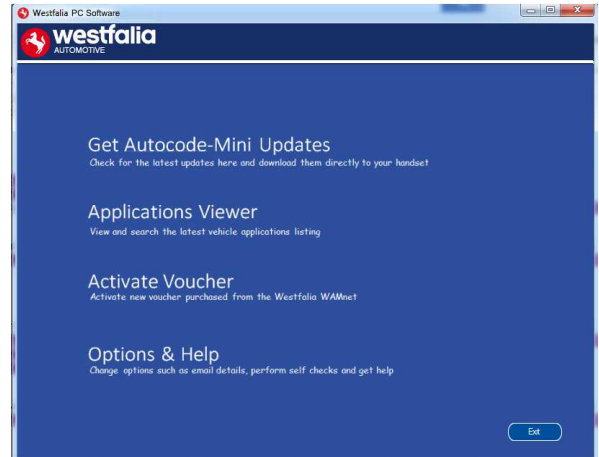 Westfalia PC Software
westfalia
AUTOMOTIVE
Get Autocode-Mini Updates
Check for the latest updates here and download them directly to your handset
Applications Viewer
View and search the latest vehicle applications listing
Activate Voucher
Activate new voucher purchased from the Westfalia WAMnet
Options & Help
Change options such as email details, perform self checks and get help
Exit